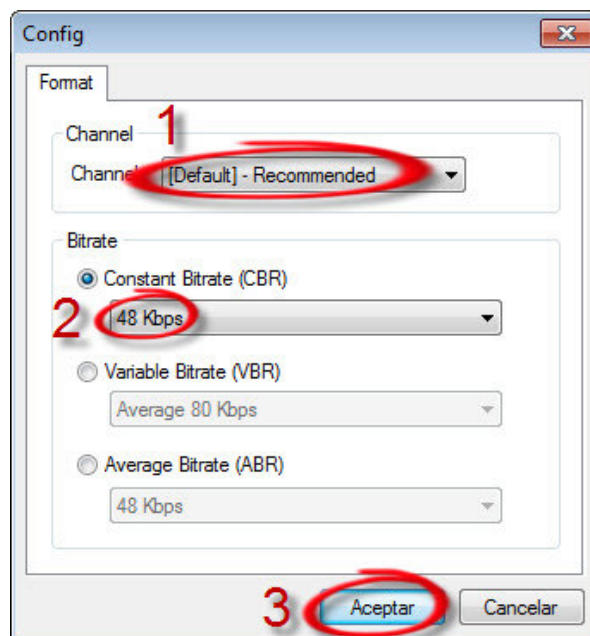 Config
Format
1
Channel
Channel [Default] - Recommended
Bitrate
Constant Bitrate (CBR)
2 48 Kbps
Variable Bitrate (VBR)
Average 80 Kbps
Average Bitrate (ABR)
48 Kbps
3 Aceptar Cancelar